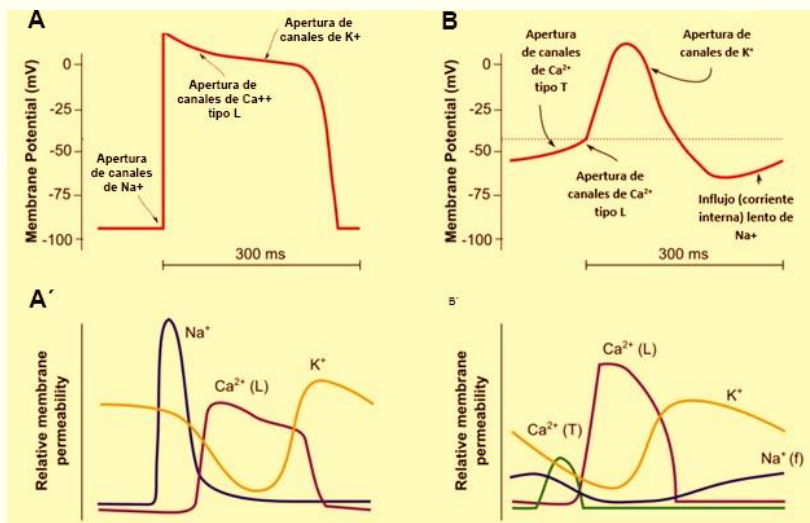 A
Membrane Potential (mV)
0
-25
-50
-75
-100
Apertura de
canales de K+
Apertura de
canales de Ca++
tipo L
Apertura
de canales
de Na+
300 ms
B
Membrane Potential (mV)
0
-25
-50
-75
-100
Apertura
de canales
de Ca²⁺
tipo T
Apertura de
canales de K⁺
Apertura de
canales de Ca²⁺
tipo L
Influjo (corriente
interna) lento de
Na+
300 ms
A´
Relative membrane
permeability
Na⁺
Ca²⁺ (L)
K⁺
B´
Relative membrane
permeability
Ca²⁺ (L)
Ca²⁺ (T)
K⁺
Na⁺ (f)